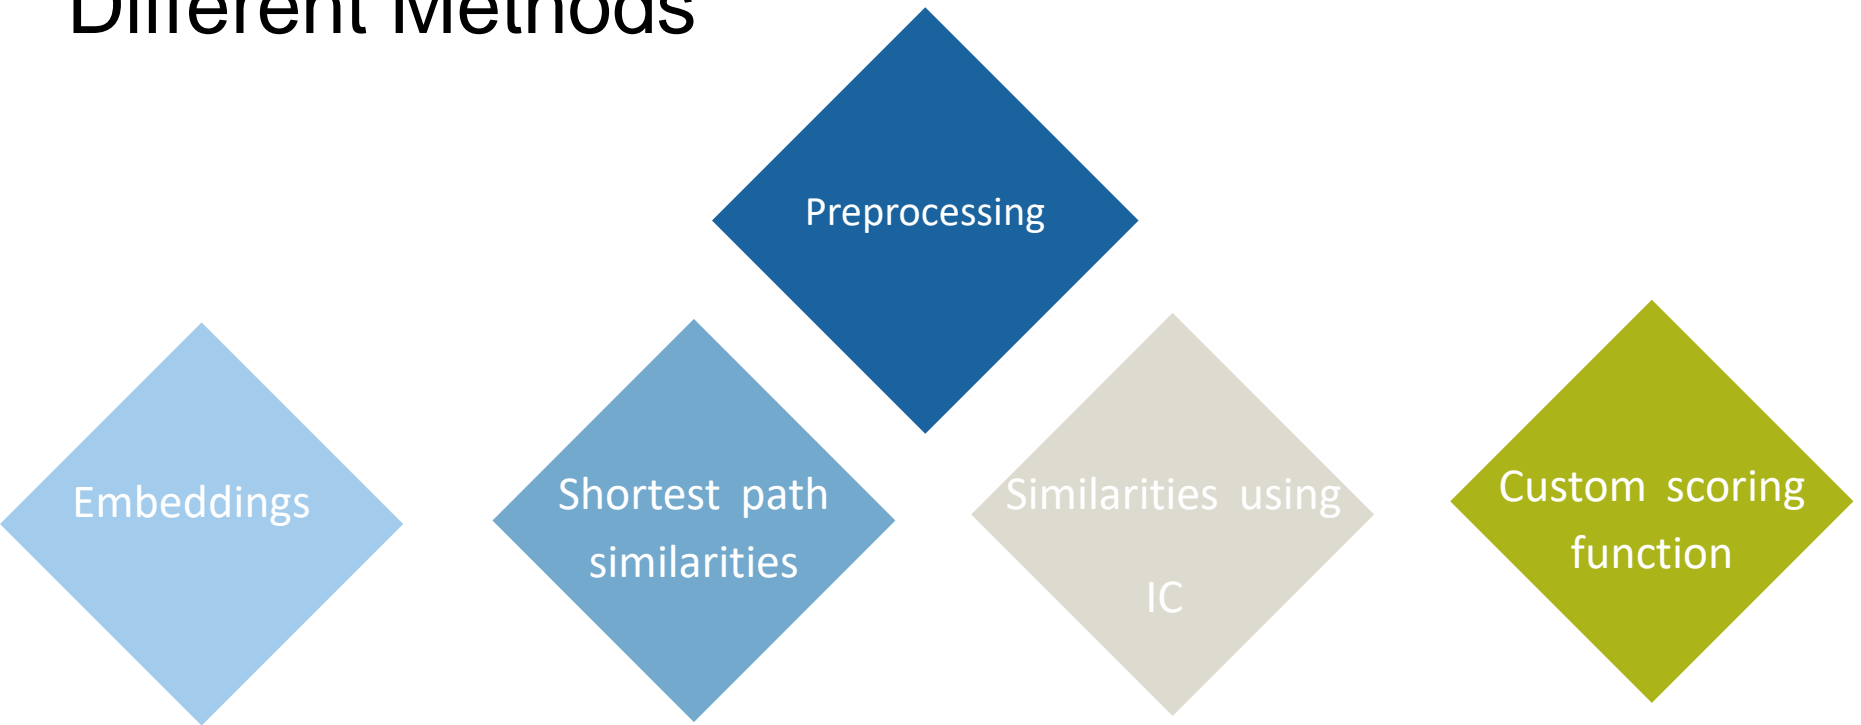 Different Methods
Preprocessing
Embeddings
Shortest path
similarities
Similarities using
IC
Custom scoring
function